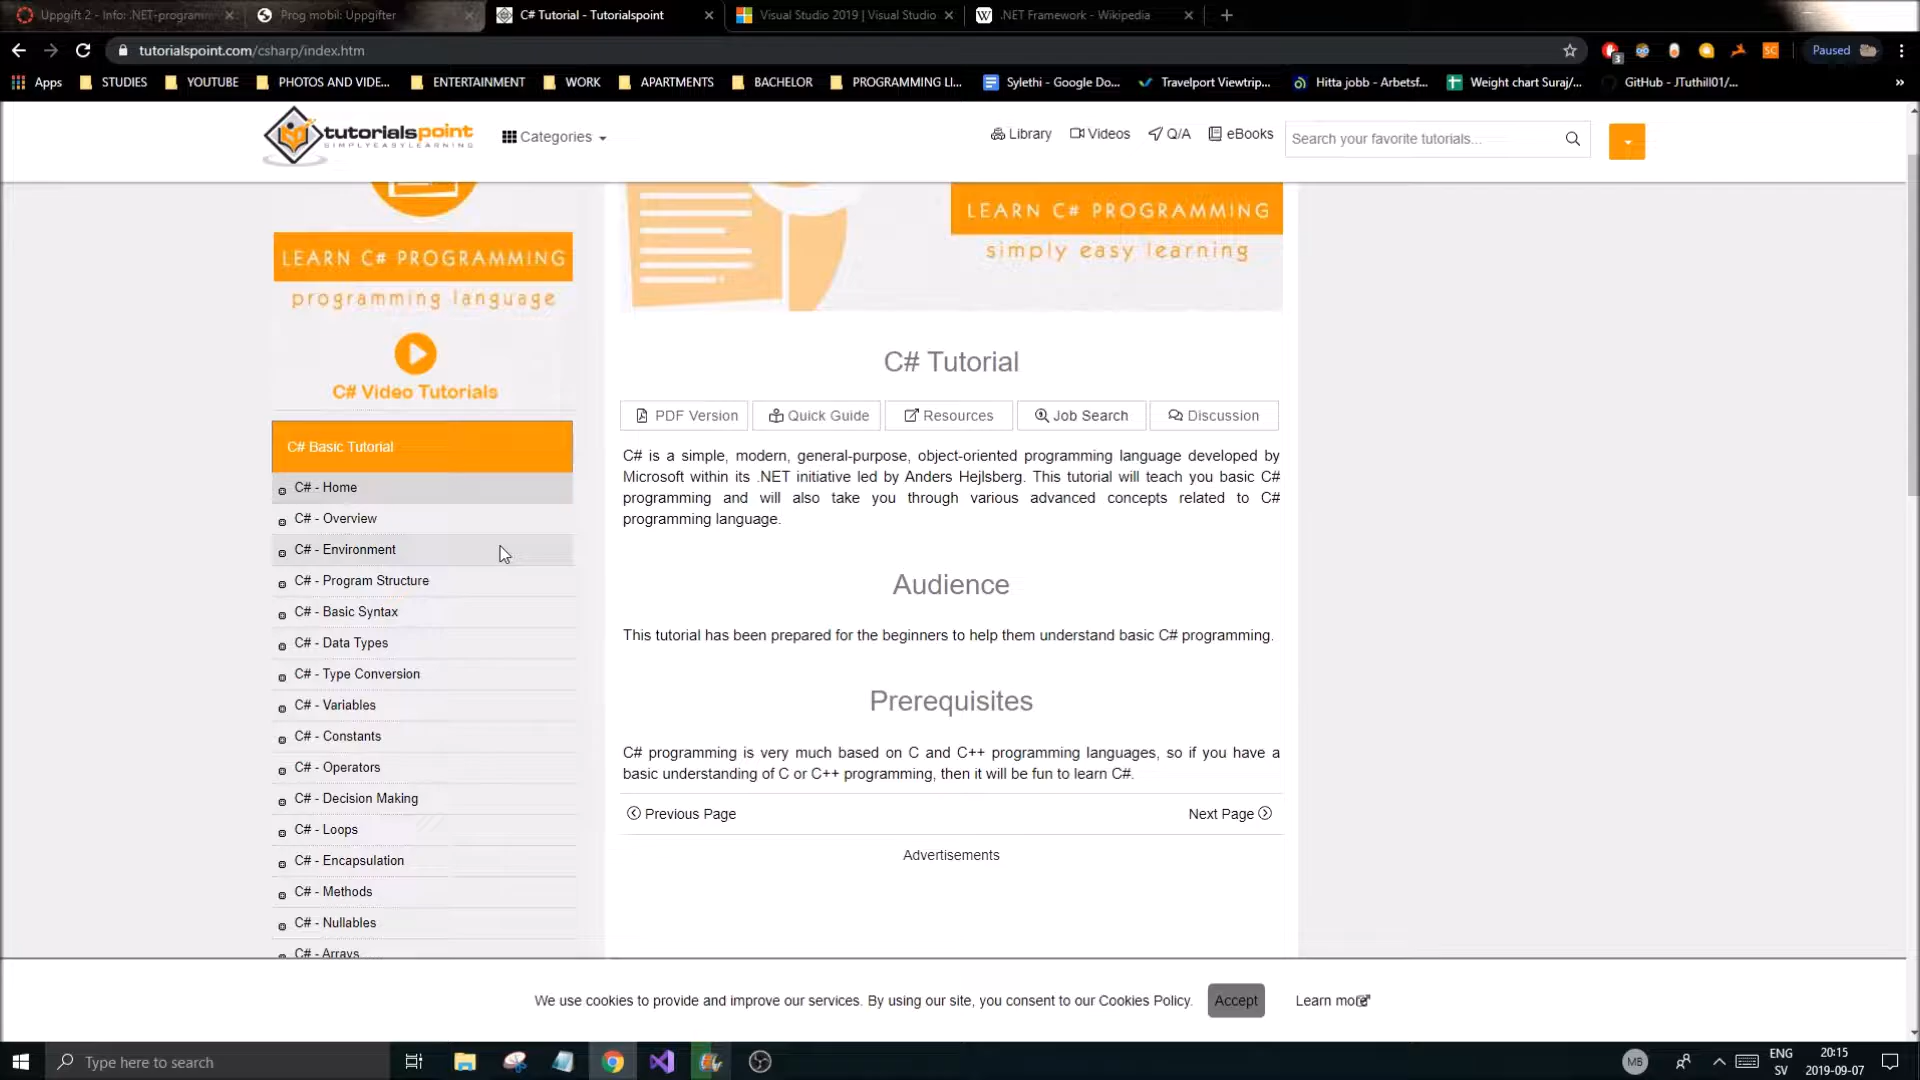 Uppgift 2 - Info: .NET-programm
Prog mobil: Uppgifter
C# Tutorial - Tutorialspoint
Visual Studio 2019 | Visual Studio
.NET Framework - Wikipedia
tutorialspoint.com/csharp/index.htm
3
SC
Paused
Apps
STUDIES
YOUTUBE
PHOTOS AND VIDE...
ENTERTAINMENT
WORK
APARTMENTS
BACHELOR
PROGRAMMING LI...
Sylethi - Google Do...
Travelport Viewtrip...
Hitta jobb - Arbetsf...
Weight chart Suraj/...
GitHub - JTuthill01/...
»
tutorialspoint
SIMPLYEASYLEARNING
Categories
Library
Videos
Q/A
eBooks
Search your favorite tutorials...
LEARN C# PROGRAMMING
programming language
C# Video Tutorials
C# Basic Tutorial
C# - Home
C# - Overview
C# - Environment
C# - Program Structure
C# - Basic Syntax
C# - Data Types
C# - Type Conversion
C# - Variables
C# - Constants
C# - Operators
C# - Decision Making
C# - Loops
C# - Encapsulation
C# - Methods
C# - Nullables
C# - Arrays
LEARN C# PROGRAMMING
simply easy learning
C# Tutorial
PDF Version
Quick Guide
Resources
Job Search
Discussion
C# is a simple, modern, general-purpose, object-oriented programming language developed by
Microsoft within its .NET initiative led by Anders Hejlsberg. This tutorial will teach you basic C#
programming and will also take you through various advanced concepts related to C#
programming language.
Audience
This tutorial has been prepared for the beginners to help them understand basic C# programming.
Prerequisites
C# programming is very much based on C and C++ programming languages, so if you have a
basic understanding of C or C++ programming, then it will be fun to learn C#.
Previous Page
Next Page
Advertisements
We use cookies to provide and improve our services. By using our site, you consent to our Cookies Policy.
Accept
Learn mo
Type here to search
MB
ENG
SV
20:15
2019-09-07